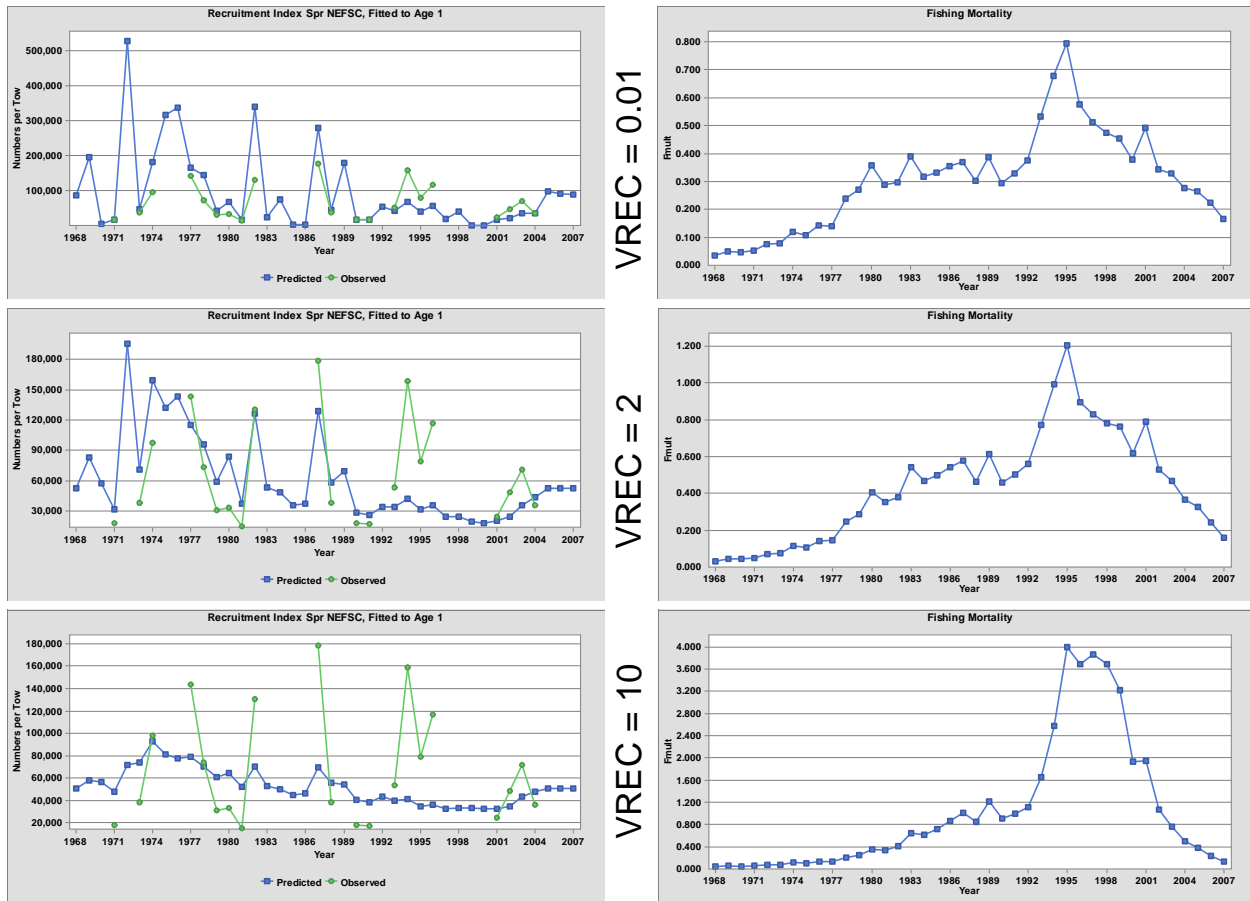 Recruitment Index Spr NEFSC, Fitted to Age 1
Numbers per Tow
500,000
400,000
300,000
200,000
100,000
1968 1971 1974 1977 1980 1983 1986 1989 1992 1995 1998 2001 2004 2007
Year
Predicted Observed
VREC = 0.01
Fishing Mortality
Fmult
0.800
0.700
0.600
0.500
0.400
0.300
0.200
0.100
0.000
1968 1971 1974 1977 1980 1983 1986 1989 1992 1995 1998 2001 2004 2007
Year
Recruitment Index Spr NEFSC, Fitted to Age 1
Numbers per Tow
180,000
150,000
120,000
90,000
60,000
30,000
1968 1971 1974 1977 1980 1983 1986 1989 1992 1995 1998 2001 2004 2007
Year
Predicted Observed
VREC = 2
Fishing Mortality
Fmult
1.200
1.000
0.800
0.600
0.400
0.200
0.000
1968 1971 1974 1977 1980 1983 1986 1989 1992 1995 1998 2001 2004 2007
Year
Recruitment Index Spr NEFSC, Fitted to Age 1
Numbers per Tow
180,000
160,000
140,000
120,000
100,000
80,000
60,000
40,000
20,000
1968 1971 1974 1977 1980 1983 1986 1989 1992 1995 1998 2001 2004 2007
Year
Predicted Observed
VREC = 10
Fishing Mortality
Fmult
4.000
3.600
3.200
2.800
2.400
2.000
1.600
1.200
0.800
0.400
0.000
1968 1971 1974 1977 1980 1983 1986 1989 1992 1995 1998 2001 2004 2007
Year